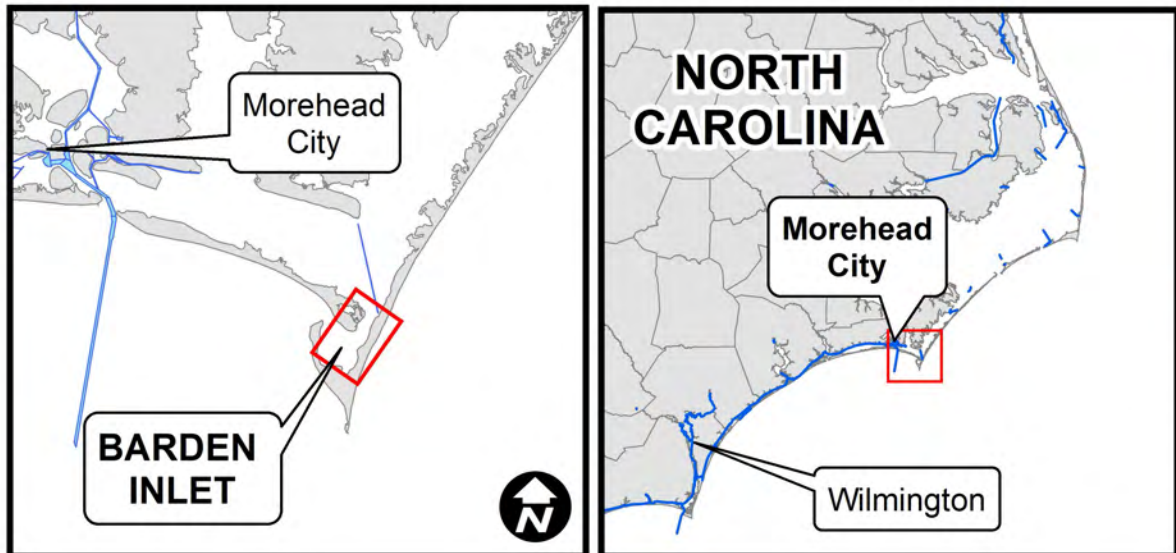 Morehead
City
BARDEN
INLET
N
NORTH
CAROLINA
Morehead
City
Wilmington